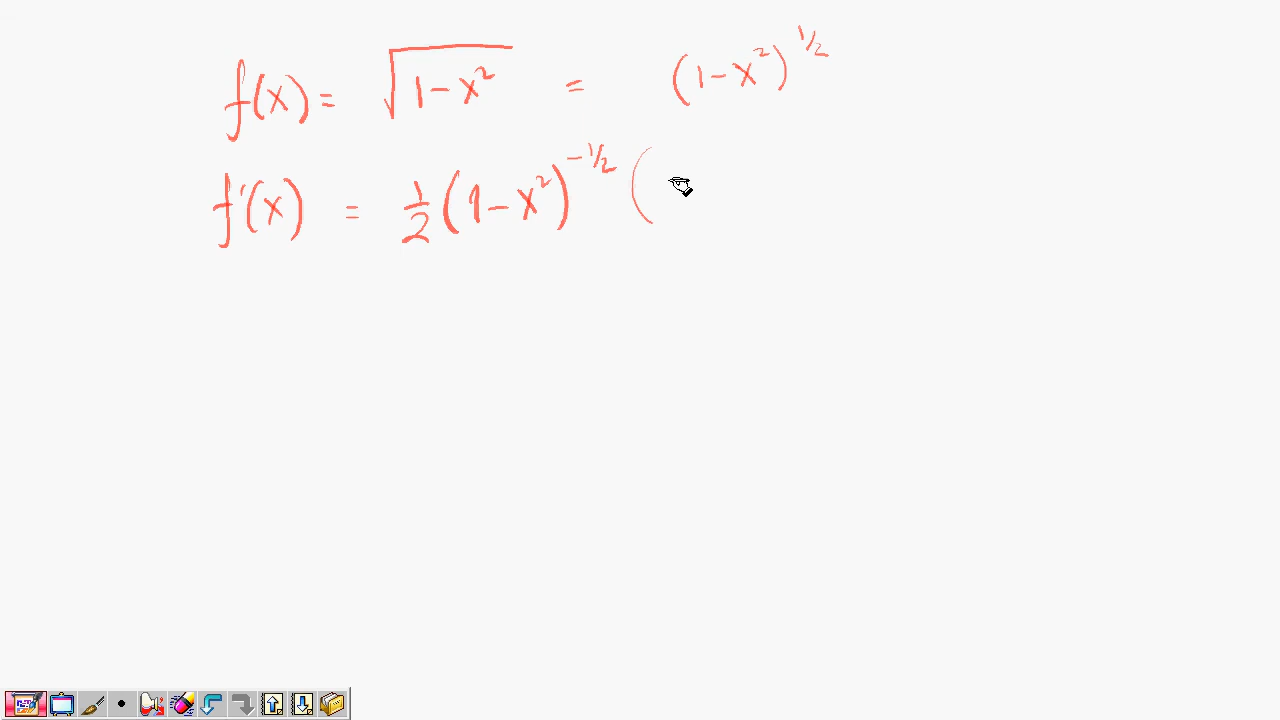 f(x) = √(1-x²) = (1-x²)^1/2
f'(x) = 1/2 (1-x²)^-1/2 (